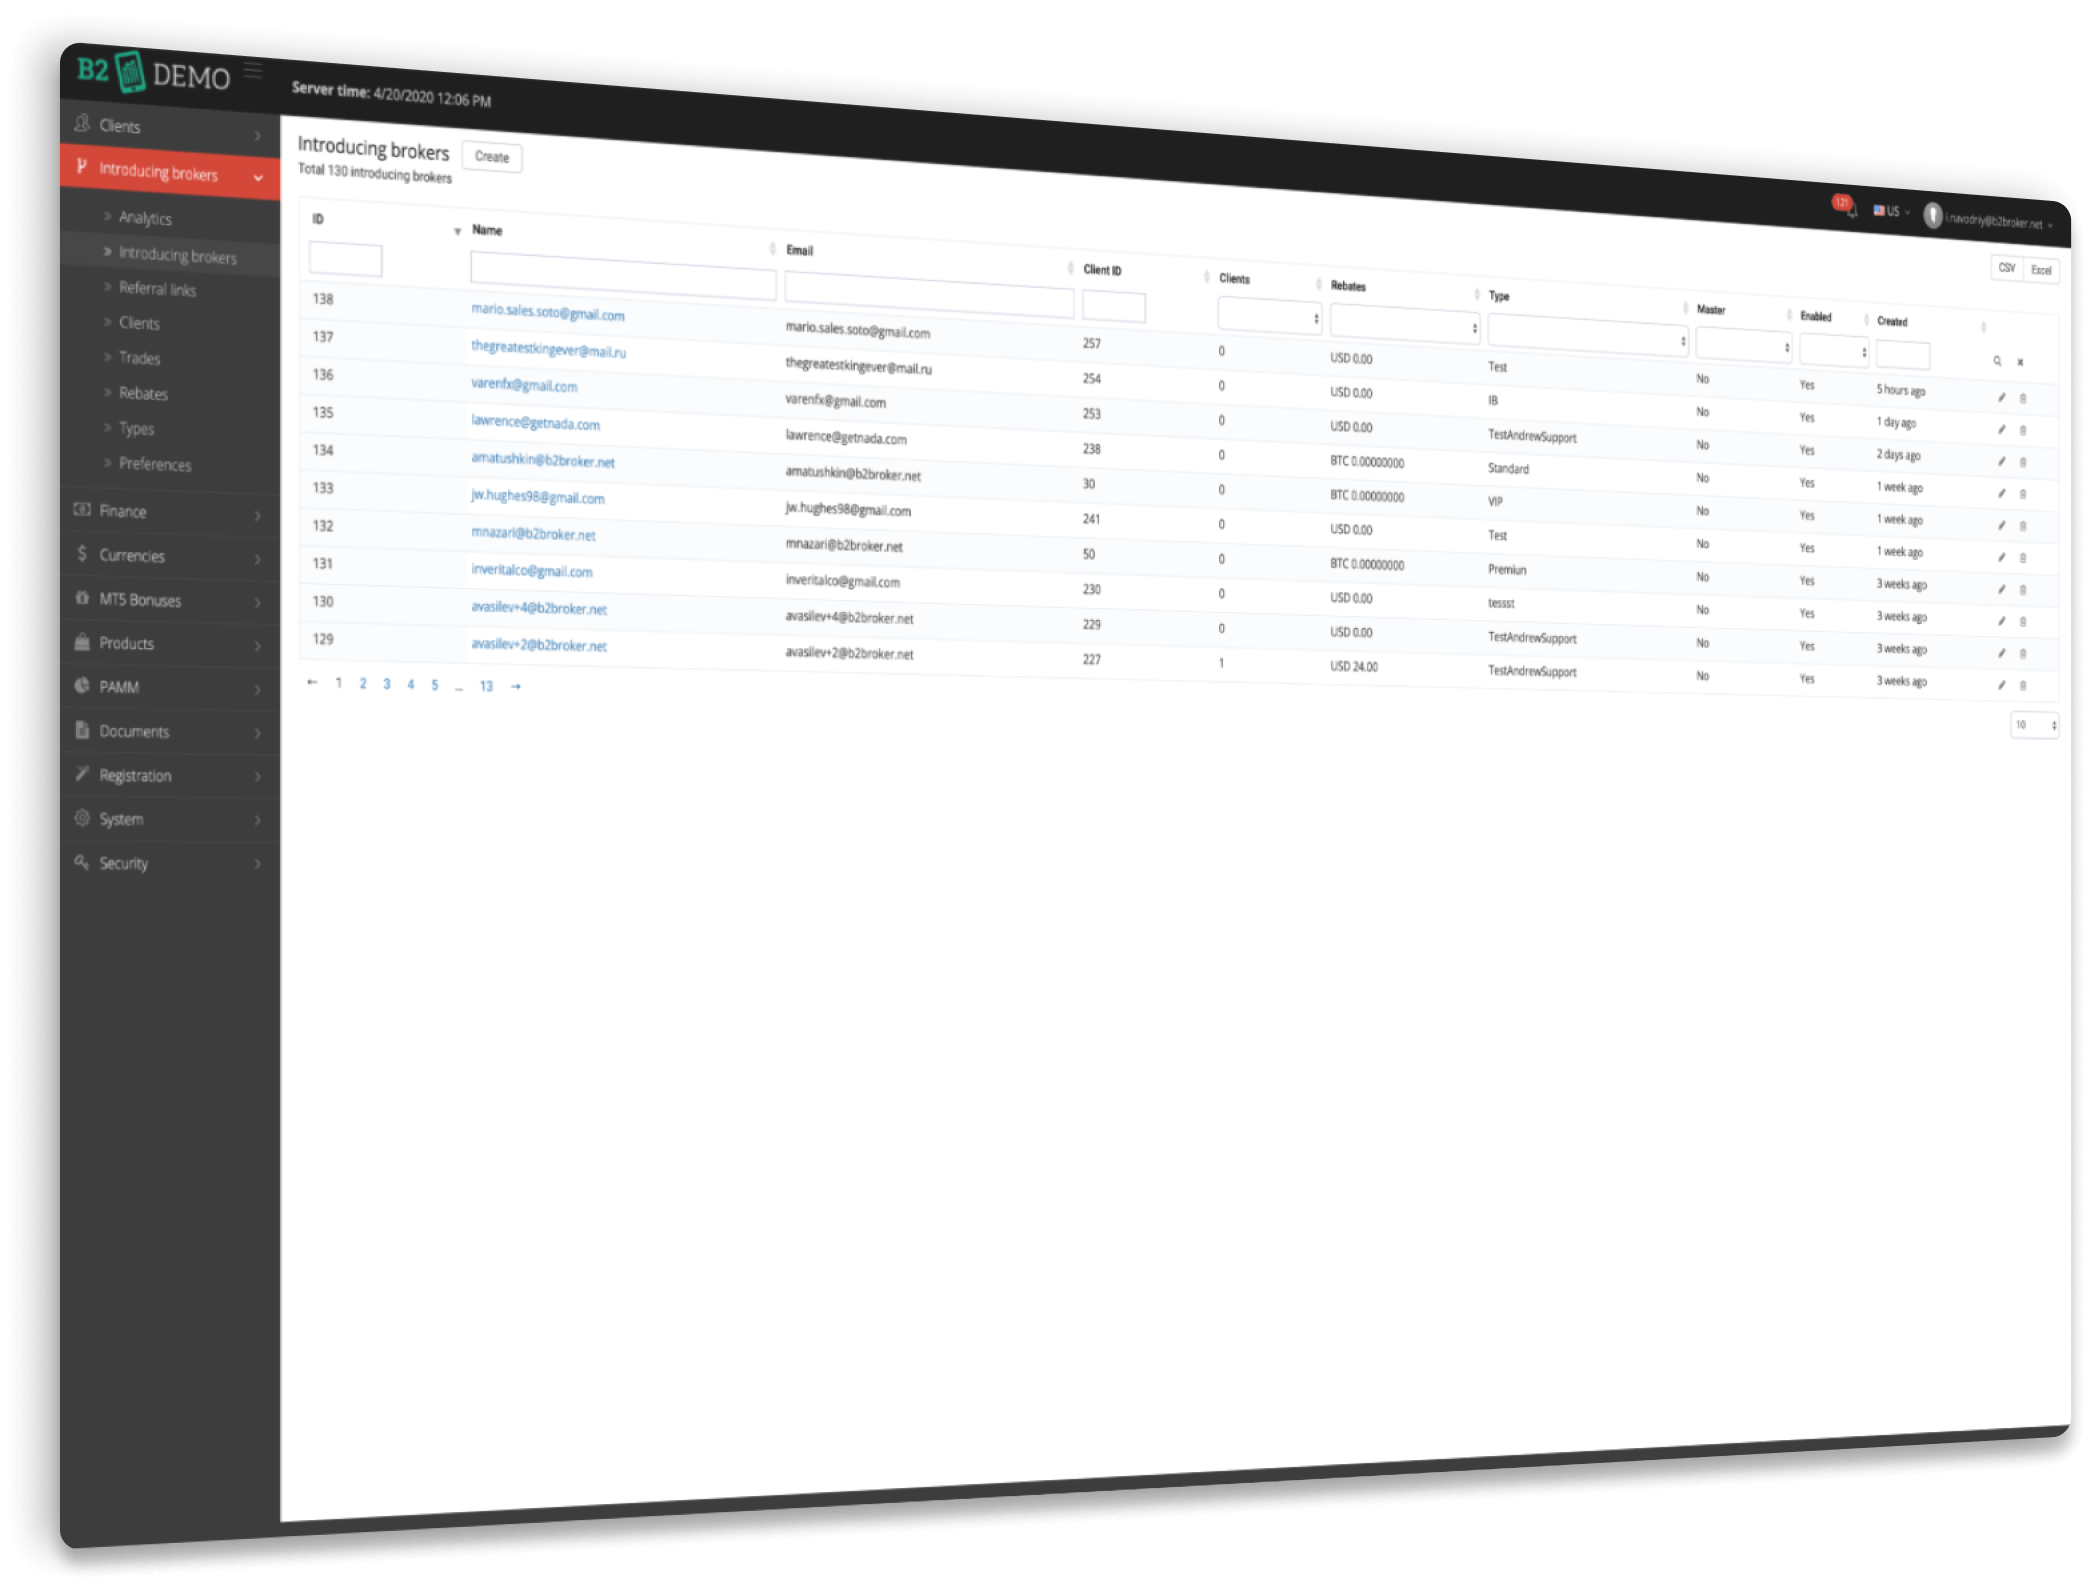 B2 DEMO
Server time: 4/20/2020 12:06 PM
121 US i.navodniy@b2broker.net
Clients
Introducing brokers
Analytics
Introducing brokers
Referral links
Clients
Trades
Rebates
Types
Preferences
Finance
Currencies
MT5 Bonuses
Products
PAMM
Documents
Registration
System
Security
Introducing brokers Create
Total 130 introducing brokers
CSV Excel
ID Name Email Client ID Clients Rebates Type Master Enabled Created
138 mario.sales.soto@gmail.com mario.sales.soto@gmail.com 257 0 USD 0.00 Test No Yes 5 hours ago
137 thegreatestkingever@mail.ru thegreatestkingever@mail.ru 254 0 USD 0.00 IB No Yes 1 day ago
136 varenfx@gmail.com varenfx@gmail.com 253 0 USD 0.00 TestAndrewSupport No Yes 2 days ago
135 lawrence@getnada.com lawrence@getnada.com 238 0 BTC 0.00000000 Standard No Yes 1 week ago
134 amatushkin@b2broker.net amatushkin@b2broker.net 30 0 BTC 0.00000000 VIP No Yes 1 week ago
133 jw.hughes98@gmail.com jw.hughes98@gmail.com 241 0 USD 0.00 Test No Yes 1 week ago
132 mnazari@b2broker.net mnazari@b2broker.net 50 0 BTC 0.00000000 Premiun No Yes 3 weeks ago
131 inveritalco@gmail.com inveritalco@gmail.com 230 0 USD 0.00 tessst No Yes 3 weeks ago
130 avasilev+4@b2broker.net avasilev+4@b2broker.net 229 0 USD 0.00 TestAndrewSupport No Yes 3 weeks ago
129 avasilev+2@b2broker.net avasilev+2@b2broker.net 227 1 USD 24.00 TestAndrewSupport No Yes 3 weeks ago
← 1 2 3 4 5 ... 13 →
10